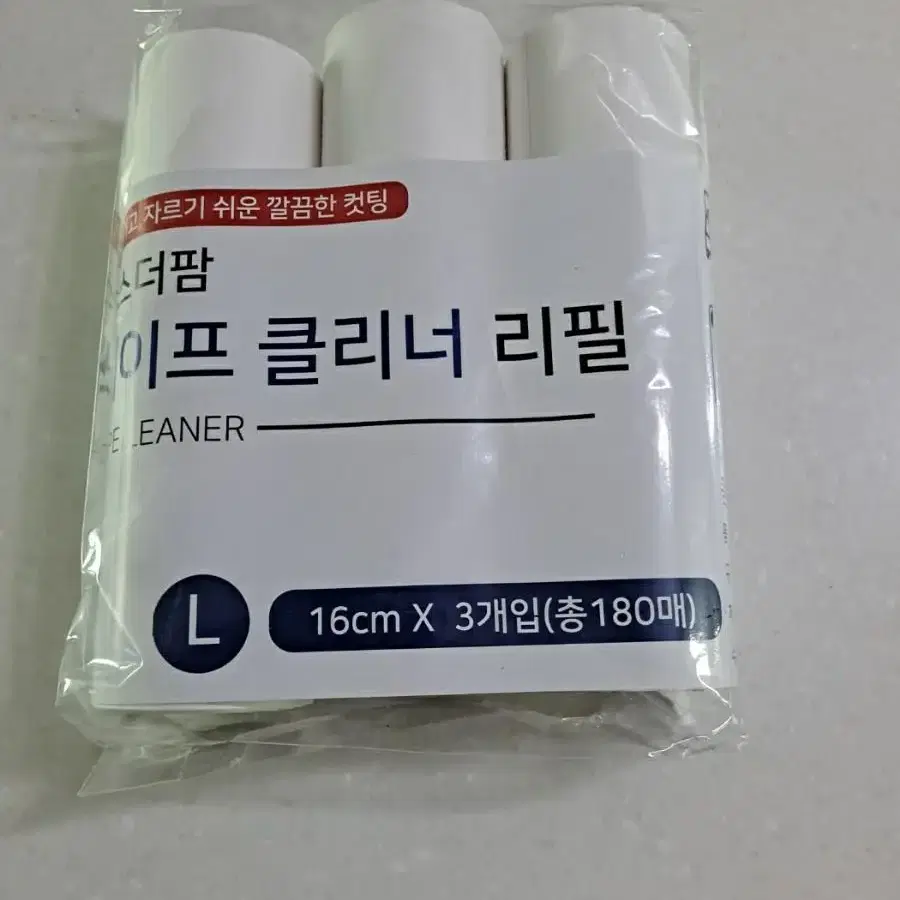 고 자르기 쉬운 깔끔한 컷팅
스더팜
이프 클리너 리필
LEANER
L
16cm X 3개입(총180매)